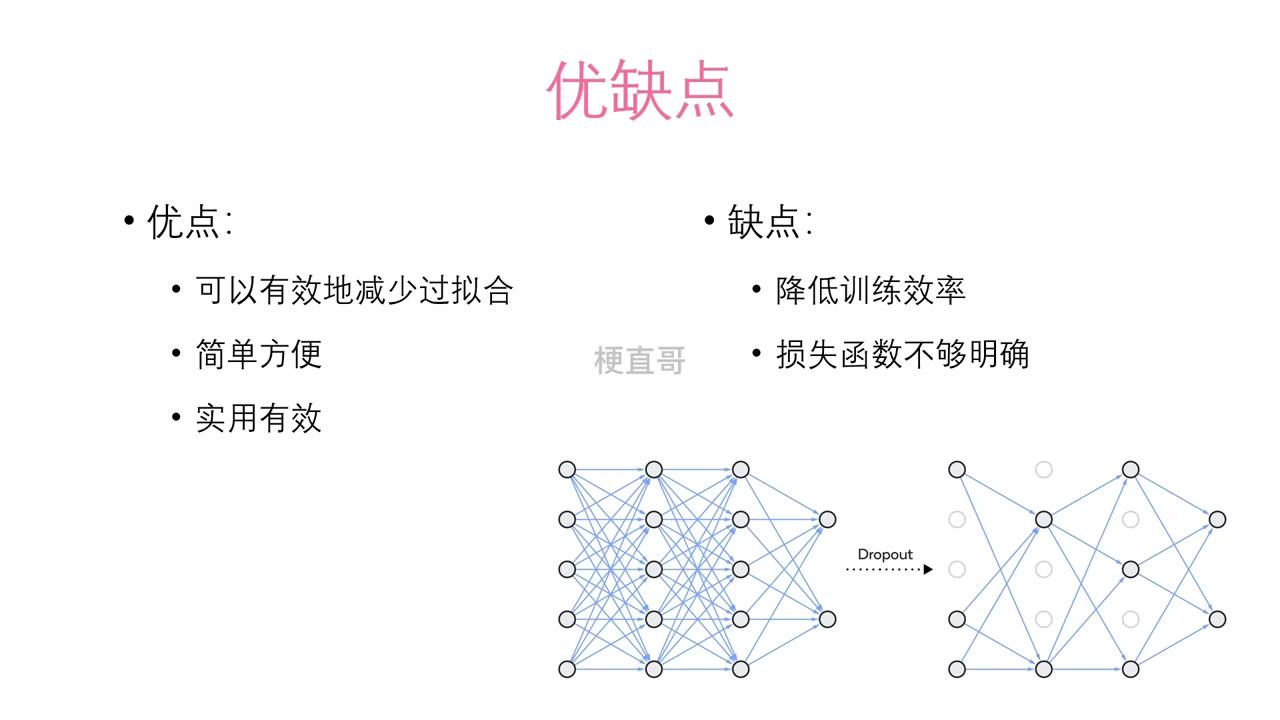 优缺点
• 优点：
• 可以有效地减少过拟合
• 简单方便
• 实用有效
• 缺点：
• 降低训练效率
• 损失函数不够明确
梗直哥
Dropout